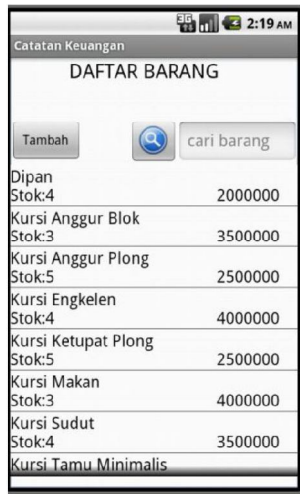 3G 2:19 AM
Catatan Keuangan
DAFTAR BARANG
Tambah cari barang
Dipan
Stok:4 2000000
Kursi Anggur Blok
Stok:3 3500000
Kursi Anggur Plong
Stok:5 2500000
Kursi Engkelen
Stok:4 4000000
Kursi Ketupat Plong
Stok:5 2500000
Kursi Makan
Stok:3 4000000
Kursi Sudut
Stok:4 3500000
Kursi Tamu Minimalis